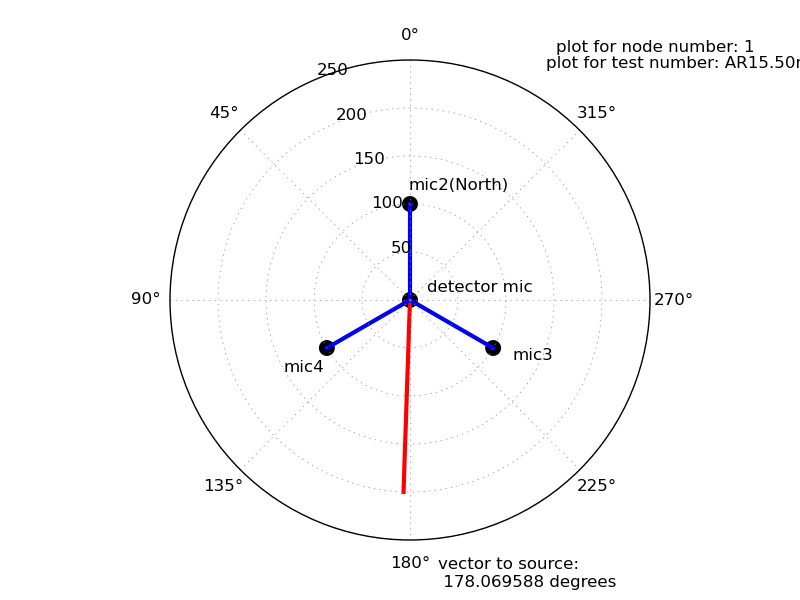 0°
plot for node number: 1
plot for test number: AR15.50r
250
45°
315°
200
150
mic2(North)
100
50
detector mic
90°
270°
mic3
mic4
135°
225°
180°
vector to source:
178.069588 degrees